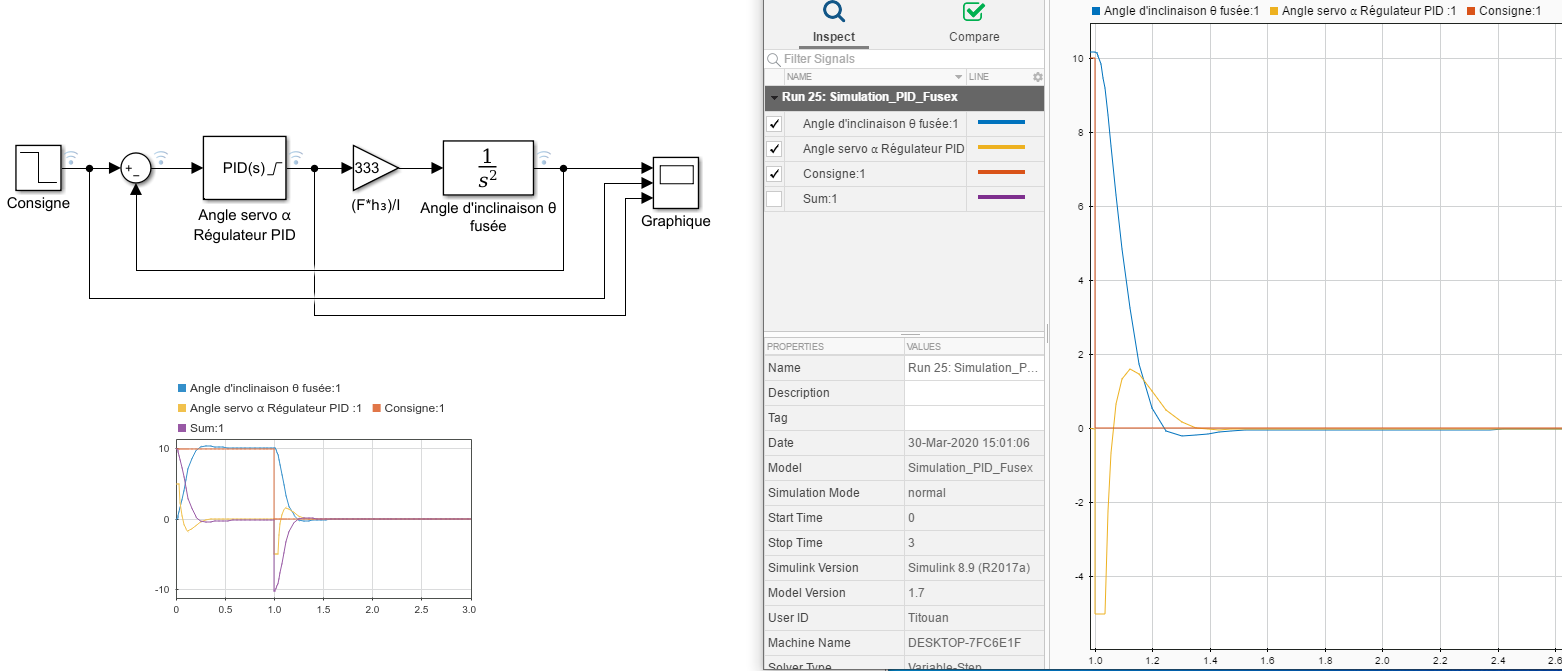 Consigne
+
_
PID(s)
Angle servo α
Régulateur PID
333
(F*h₃)/I
1
s²
Angle d'inclinaison θ
fusée
Graphique
Angle d'inclinaison θ fusée:1
Angle servo α Régulateur PID :1 Consigne:1
Sum:1
10
0
-10
0 0.5 1.0 1.5 2.0 2.5 3.0
Inspect Compare
Filter Signals
NAME LINE
Run 25: Simulation_PID_Fusex
Angle d'inclinaison θ fusée:1
Angle servo α Régulateur PID
Consigne:1
Sum:1
PROPERTIES VALUES
Name Run 25: Simulation_P...
Description
Tag
Date 30-Mar-2020 15:01:06
Model Simulation_PID_Fusex
Simulation Mode normal
Start Time 0
Stop Time 3
Simulink Version Simulink 8.9 (R2017a)
Model Version 1.7
User ID Titouan
Machine Name DESKTOP-7FC6E1F
Solver Type Variable-Step
Angle d'inclinaison θ fusée:1 Angle servo α Régulateur PID :1 Consigne:1
10
8
6
4
2
0
-2
-4
1.0 1.2 1.4 1.6 1.8 2.0 2.2 2.4 2.6